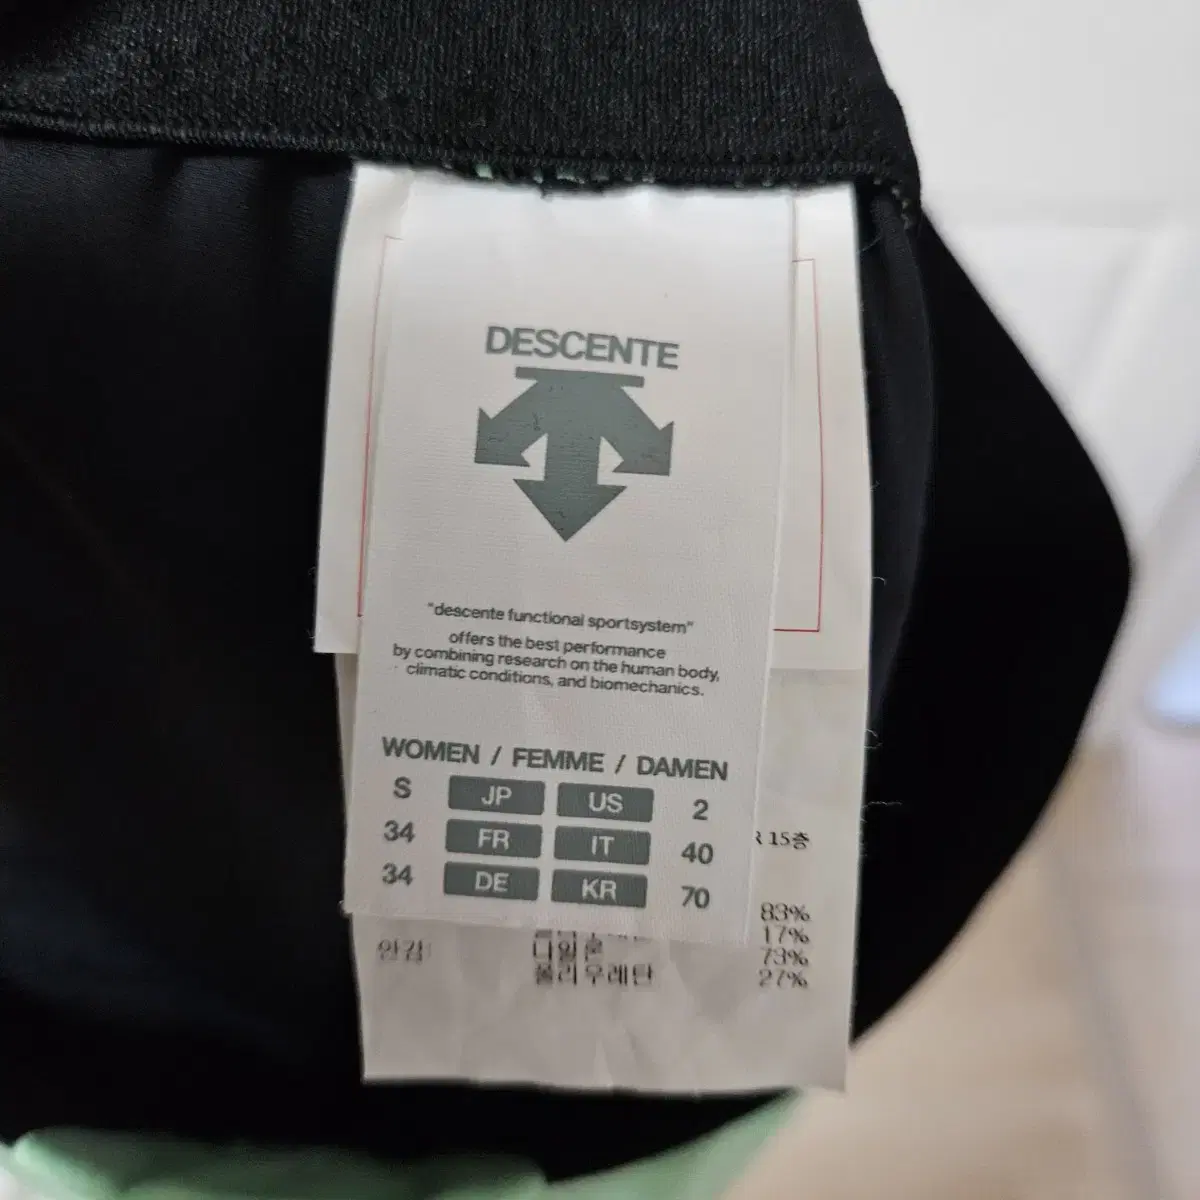 DESCENTE
"descente functional sportsystem"
offers the best performance
by combining research on the human body,
climatic conditions, and biomechanics.
WOMEN / FEMME / DAMEN
S JP US 2
34 FR IT 40
34 DE KR 70
15층
83%
17%
안감 나일론 73%
폴리우레탄 27%